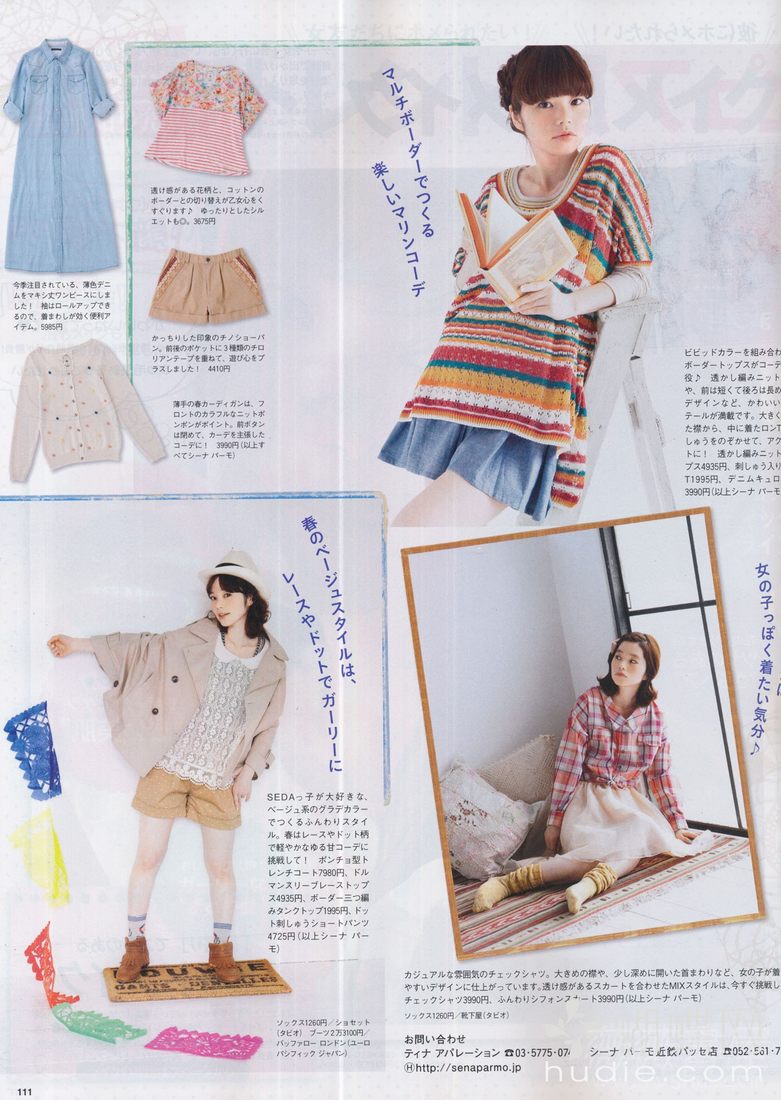 今季注目されている、薄色デニ
ムをマキシ丈ワンピースにしま
した! 袖はロールアップでき
るので、着まわしが効く便利ア
イテム。5985円
透け感がある花柄と、コットンの
ボーダーとの切り替えが乙女心をく
すぐります♪ ゆったりとしたシル
エットも◎。3675円
かっちりした印象のチノショーパ
ン。前後のポケットに3種類のチロ
リアンテープを重ねて、遊び心をプ
ラスしました! 4410円
薄手の春カーディガンは、フ
ロントのカラフルなニットポ
ンポンがポイント。前ボタン
は閉めて、カーデを主張した
コーデに! 3990円(以上す
べてシーナ パーモ)
マルチボーダーでつくる
楽しいマリンコーデ
ビビッドカラーを組み合わ
ボーダートップスがコーデ
役♪ 透かし編みニット
や、前は短くて後ろは長め
デザインなど、かわいい
テールが満載です。大きく
た襟から、中に着たロンT
しゅうをのぞかせて、アク
トに! 透かし編みニット
プス4935円、刺しゅう入り
T1995円、デニムキュロ
3990円(以上シーナ パーモ
春のベージュスタイルは、
レースやドットでガーリーに
SEDAっ子が大好きな、
ベージュ系のグラデカラー
でつくるふんわりスタイ
ル。春はレースやドット柄
で軽やかなゆる甘コーデに
挑戦して! ポンチョ型ト
レンチコート7980円、ドル
マンスリーブレーストップ
ス4935円、ボーダー三つ編
みタンクトップ1995円、ドッ
ト刺しゅうショートパンツ
4725円(以上シーナ パー
モ)
ソックス1260円/ショセット
(タビオ) ブーツ2万3100円/
バッファロー ロンドン(ユーロ
パシフィック ジャパン)
女の子っぽく着たい気分♪
カジュアルな雰囲気のチェックシャツ。大きめの襟や、少し深めに開いた首まわりなど、女の子が着
やすいデザインに仕上がっています。透け感があるスカートを合わせたMIXスタイルは、今すぐ挑戦し
チェックシャツ3990円、ふんわりシフォンスカート3990円(以上シーナ パーモ)
ソックス1260円/靴下屋(タビオ)
お問い合わせ
ティナ アパレーション ☎03-5775-07 シーナ パーモ近鉄パッセ店 ☎052-561-7
Ⓗhttp://senaparmo.jp
hudie.com
111